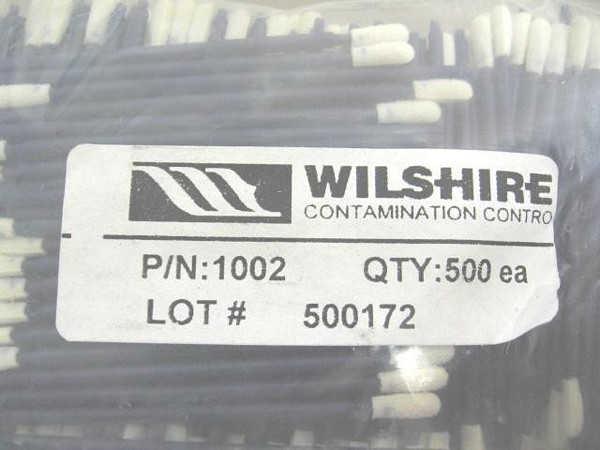 WILSHIRE
CONTAMINATION CONTRO
P/N:1002 QTY:500 ea
LOT # 500172